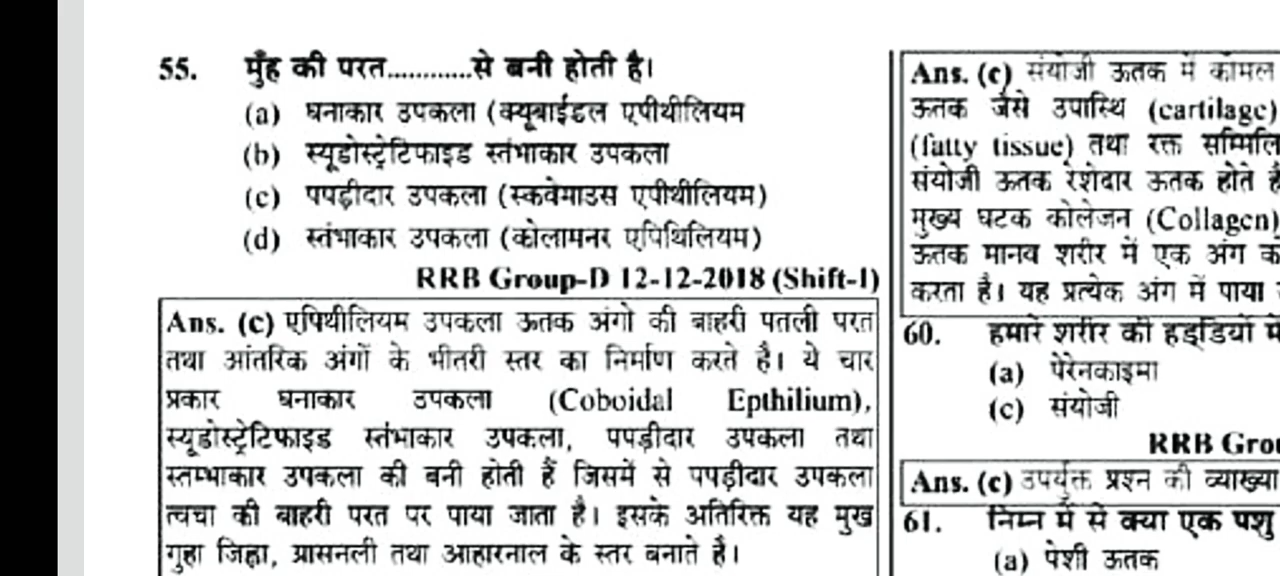 55. मुँह की परत............से बनी होती है।
(a) घनाकार उपकला (क्यूबाईडल एपीथीलियम
(b) स्यूडोस्ट्रेटिफाइड स्तंभाकार उपकला
(c) पपड़ीदार उपकला (स्कवेमाउस एपीथीलियम)
(d) स्तंभाकार उपकला (कोलामनर एपिथिलियम)
RRB Group-D 12-12-2018 (Shift-I)
Ans. (c) एपिथीलियम उपकला ऊतक अंगो की बाहरी पतली परत
तथा आंतरिक अंगों के भीतरी स्तर का निर्माण करते है। ये चार
प्रकार घनाकार उपकला (Coboidal Epthilium),
स्यूडोस्ट्रेटिफाइड स्तंभाकार उपकला, पपड़ीदार उपकला तथा
स्तम्भाकार उपकला की बनी होती हैं जिसमें से पपड़ीदार उपकला
त्वचा की बाहरी परत पर पाया जाता है। इसके अतिरिक्त यह मुख
गुहा जिह्वा, ग्रासनली तथा आहारनाल के स्तर बनाते है।
Ans. (c) संयोजी ऊतक में कोमल
ऊतक जैसे उपास्थि (cartilage)
(fatty tissue) तथा रक्त सम्मिलि
संयोजी ऊतक रेशेदार ऊतक होते
मुख्य घटक कोलेजन (Collagen)
ऊतक मानव शरीर में एक अंग क
करता है। यह प्रत्येक अंग में पाया
60. हमारे शरीर की हड्डियों मे
(a) पेरेनकाइमा
(c) संयोजी
RRB Grou
Ans. (c) उपर्युक्त प्रश्न की व्याख्या
61. निम्न में से क्या एक पशु
(a) पेशी ऊतक